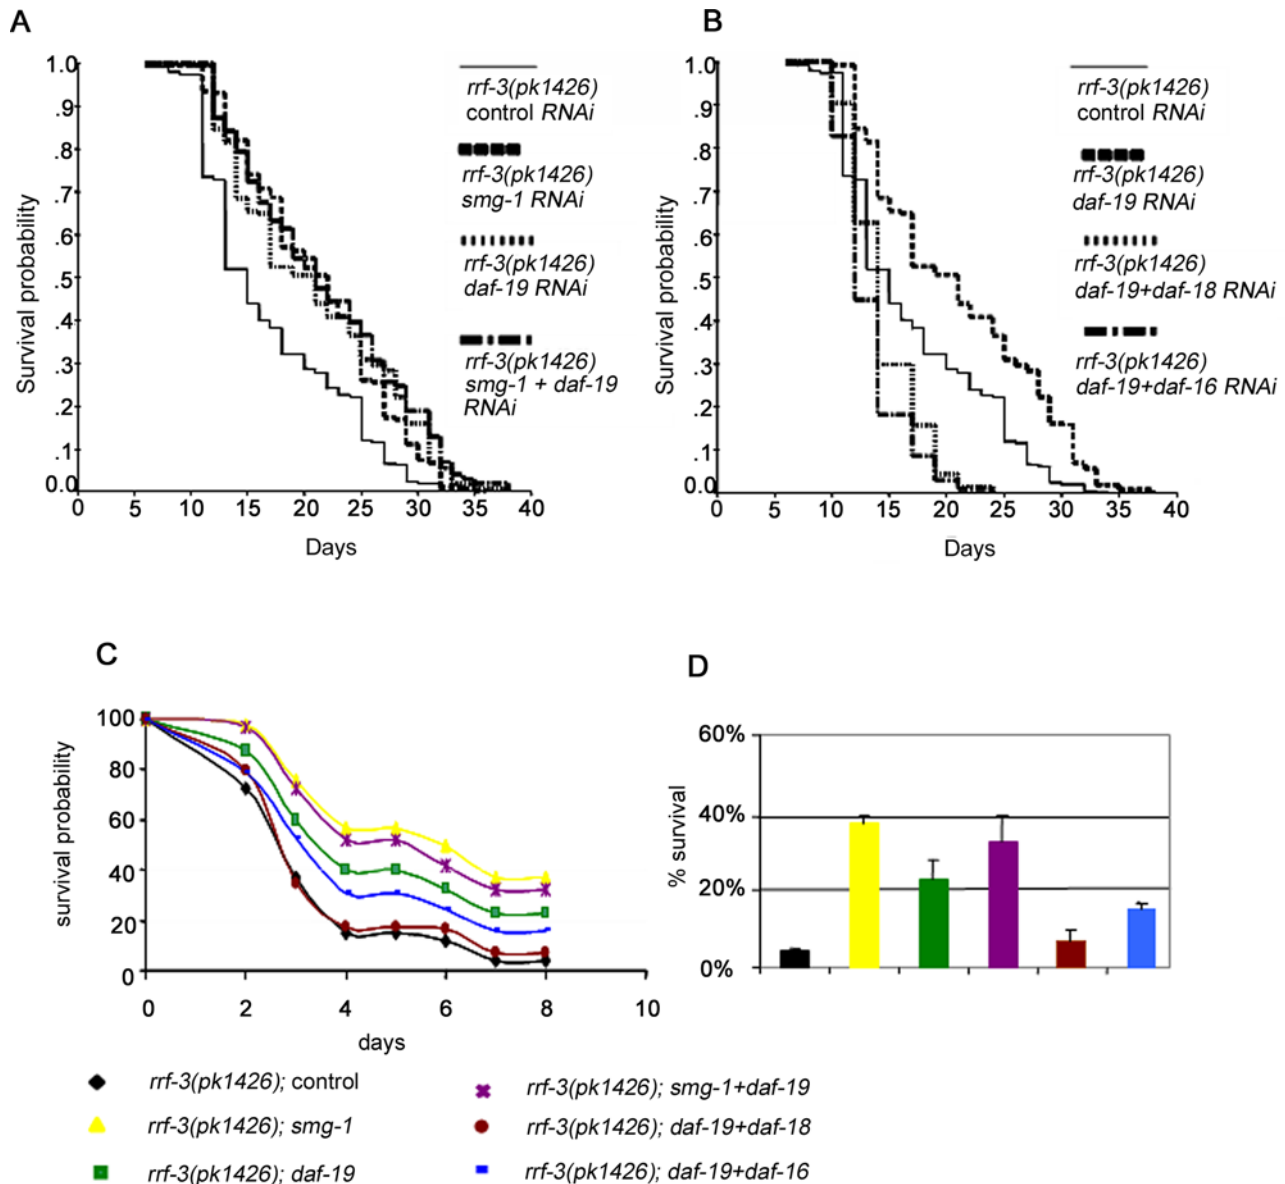 A
1.0
.9
.8
.7
.6
.5
.4
.3
.2
.1
0.0
Survival probability
0 5 10 15 20 25 30 35 40
Days
rrf-3(pk1426)
control RNAi
rrf-3(pk1426)
smg-1 RNAi
rrf-3(pk1426)
daf-19 RNAi
rrf-3(pk1426)
smg-1 + daf-19
RNAi
B
1.0
.9
.8
.7
.6
.5
.4
.3
.2
.1
0.0
Survival probability
0 5 10 15 20 25 30 35 40
Days
rrf-3(pk1426)
control RNAi
rrf-3(pk1426)
daf-19 RNAi
rrf-3(pk1426)
daf-19+daf-18 RNAi
rrf-3(pk1426)
daf-19+daf-16 RNAi
C
100
80
60
40
20
0
survival probability
0 2 4 6 8 10
days
D
60%
40%
20%
0%
% survival
rrf-3(pk1426); control
rrf-3(pk1426); smg-1
rrf-3(pk1426); daf-19
rrf-3(pk1426); smg-1+daf-19
rrf-3(pk1426); daf-19+daf-18
rrf-3(pk1426); daf-19+daf-16